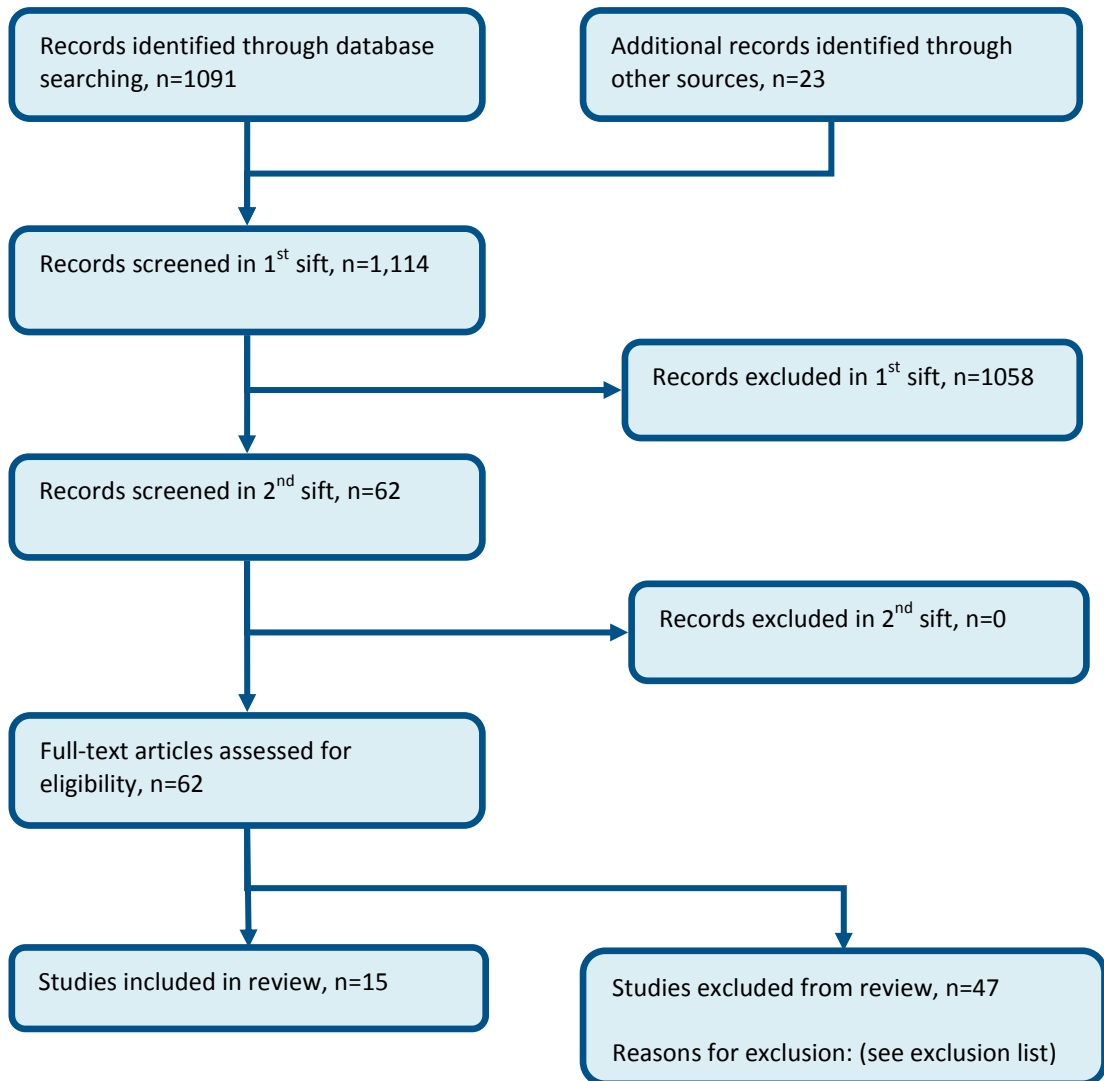 Records identified through database
searching, n=1091
Additional records identified through
other sources, n=23
Records screened in 1st sift, n=1,114
Records excluded in 1st sift, n=1058
Records screened in 2nd sift, n=62
Records excluded in 2nd sift, n=0
Full-text articles assessed for
eligibility, n=62
Studies included in review, n=15
Studies excluded from review, n=47
Reasons for exclusion: (see exclusion list)